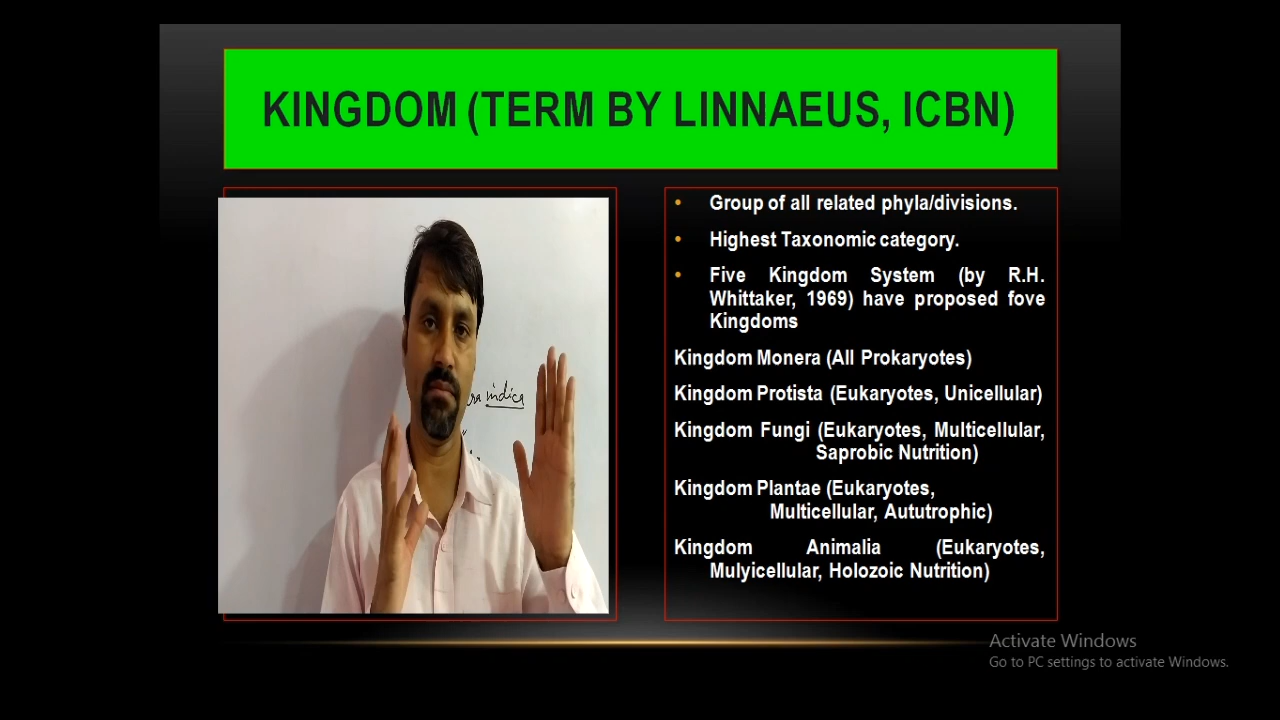 KINGDOM (TERM BY LINNAEUS, ICBN)
indica
• Group of all related phyla/divisions.
• Highest Taxonomic category.
• Five Kingdom System (by R.H.
Whittaker, 1969) have proposed fove
Kingdoms
Kingdom Monera (All Prokaryotes)
Kingdom Protista (Eukaryotes, Unicellular)
Kingdom Fungi (Eukaryotes, Multicellular,
Saprobic Nutrition)
Kingdom Plantae (Eukaryotes,
Multicellular, Aututrophic)
Kingdom Animalia (Eukaryotes,
Mulyicellular, Holozoic Nutrition)
Activate Windows
Go to PC settings to activate Windows.